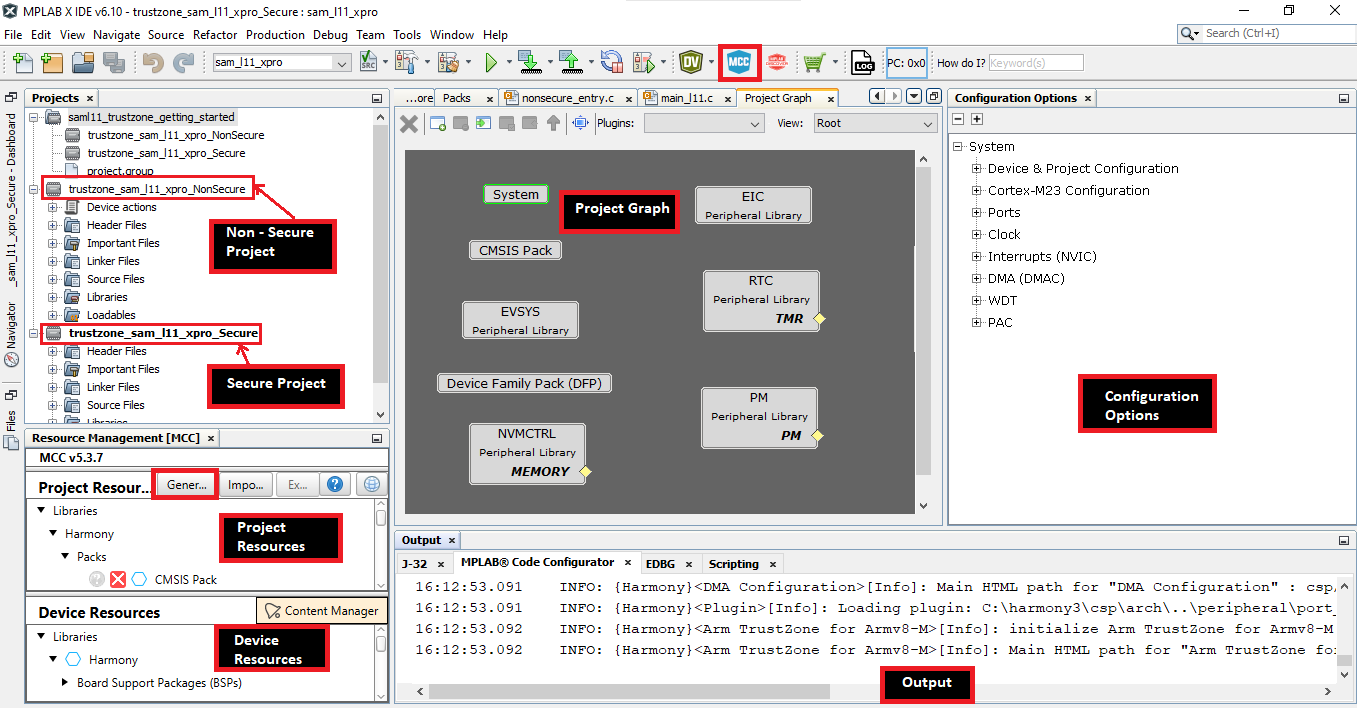 MPLAB X IDE v6.10 - trustzone_sam_l11_xpro_Secure : sam_l11_xpro
File Edit View Navigate Source Refactor Production Debug Team Tools Window Help
Search (Ctrl+I)
sam_l11_xpro
SRC
DV
MCC
LOG
PC: 0x0
How do I?
Keyword(s)
_sam_l11_xpro_Secure - Dashboard
Navigator
Files
Projects
saml11_trustzone_getting_started
trustzone_sam_l11_xpro_NonSecure
trustzone_sam_l11_xpro_Secure
project.group
trustzone_sam_l11_xpro_NonSecure
Device actions
Header Files
Important Files
Linker Files
Source Files
Libraries
Loadables
trustzone_sam_l11_xpro_Secure
Header Files
Important Files
Linker Files
Source Files
Libraries
Non - Secure
Project
Secure Project
Resource Management [MCC]
MCC v5.3.7
Project Resour...
Gener...
Impo...
Ex...
Libraries
Harmony
Packs
CMSIS Pack
Project
Resources
Device Resources
Content Manager
Libraries
Harmony
Board Support Packages (BSPs)
Device
Resources
...ore
Packs
nonsecure_entry.c
main_l11.c
Project Graph
Plugins:
View:
Root
System
Project Graph
EIC
Peripheral Library
CMSIS Pack
RTC
Peripheral Library
TMR
EVSYS
Peripheral Library
Device Family Pack (DFP)
PM
Peripheral Library
PM
NVMCTRL
Peripheral Library
MEMORY
Configuration Options
System
Device & Project Configuration
Cortex-M23 Configuration
Ports
Clock
Interrupts (NVIC)
DMA (DMAC)
WDT
PAC
Configuration
Options
Output
J-32
MPLAB® Code Configurator
EDBG
Scripting
16:12:53.091 INFO: {Harmony}<DMA Configuration>[Info]: Main HTML path for "DMA Configuration" : csp/
16:12:53.091 INFO: {Harmony}<Plugin>[Info]: Loading plugin: C:\harmony3\csp\arch\..\peripheral\port_
16:12:53.092 INFO: {Harmony}<Arm TrustZone for Armv8-M>[Info]: initialize Arm TrustZone for Armv8-M
16:12:53.092 INFO: {Harmony}<Arm TrustZone for Armv8-M>[Info]: Main HTML path for "Arm TrustZone fo
Output